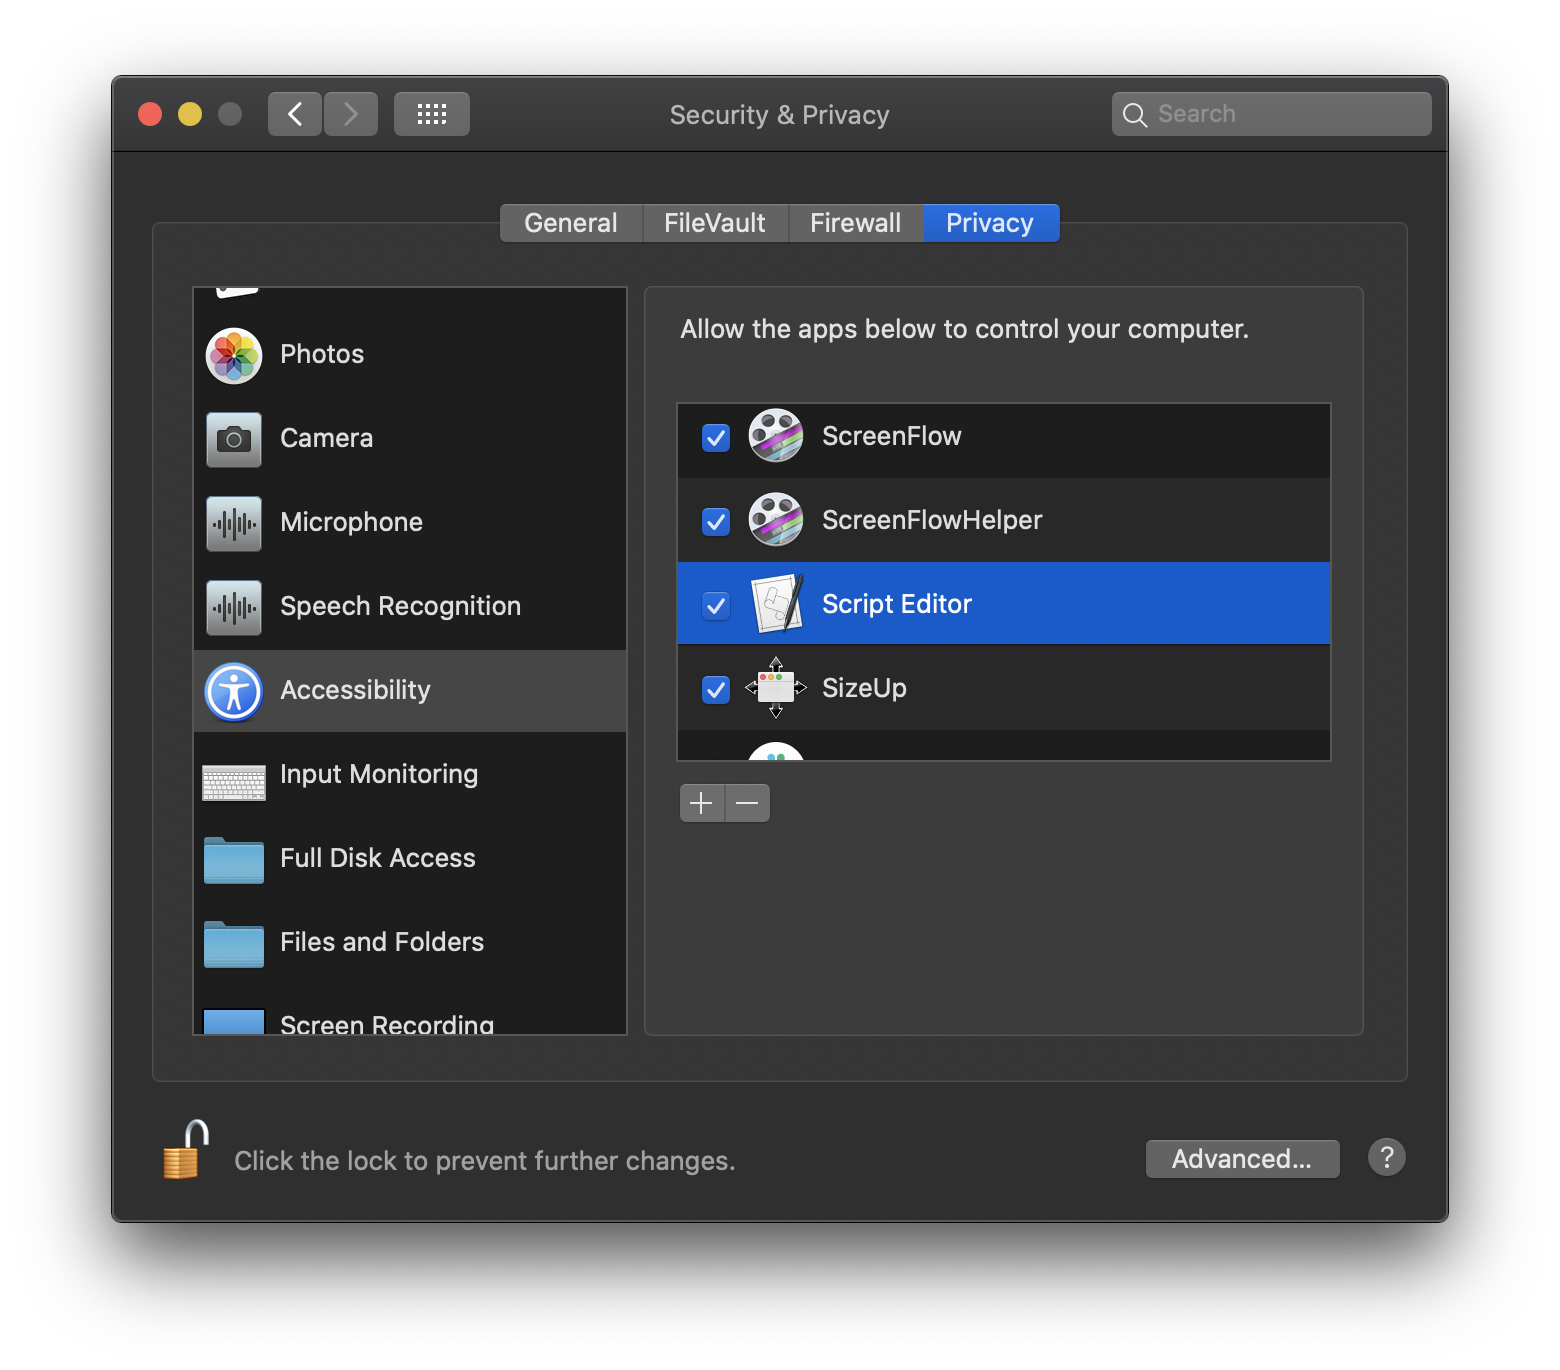 Security & Privacy
Search
General
FileVault
Firewall
Privacy
Photos
Camera
Microphone
Speech Recognition
Accessibility
Input Monitoring
Full Disk Access
Files and Folders
Screen Recording
Allow the apps below to control your computer.
ScreenFlow
ScreenFlowHelper
Script Editor
SizeUp
Click the lock to prevent further changes.
Advanced...
?